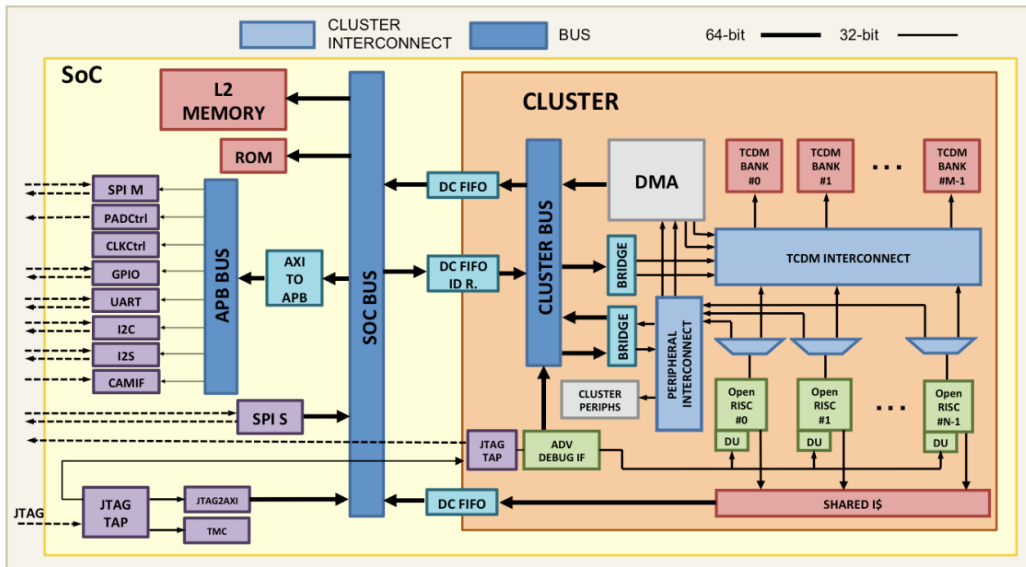 CLUSTER
INTERCONNECT
BUS
64-bit
32-bit
SoC
L2
MEMORY
ROM
SPI M
PADCtrl
CLKCtrl
GPIO
UART
I2C
I2S
CAMIF
APB BUS
AXI
TO
APB
SOC BUS
SPI S
JTAG
JTAG
TAP
JTAG2AXI
TMC
CLUSTER
DC FIFO
DC FIFO
ID R.
DC FIFO
CLUSTER BUS
DMA
BRIDGE
BRIDGE
CLUSTER
PERIPHS
PERIPHERAL
INTERCONNECT
JTAG
TAP
ADV
DEBUG IF
TCDM
BANK
#0
TCDM
BANK
#1
...
TCDM
BANK
#M-1
TCDM INTERCONNECT
Open
RISC
#0
DU
Open
RISC
#1
DU
...
Open
RISC
#N-1
DU
SHARED I$